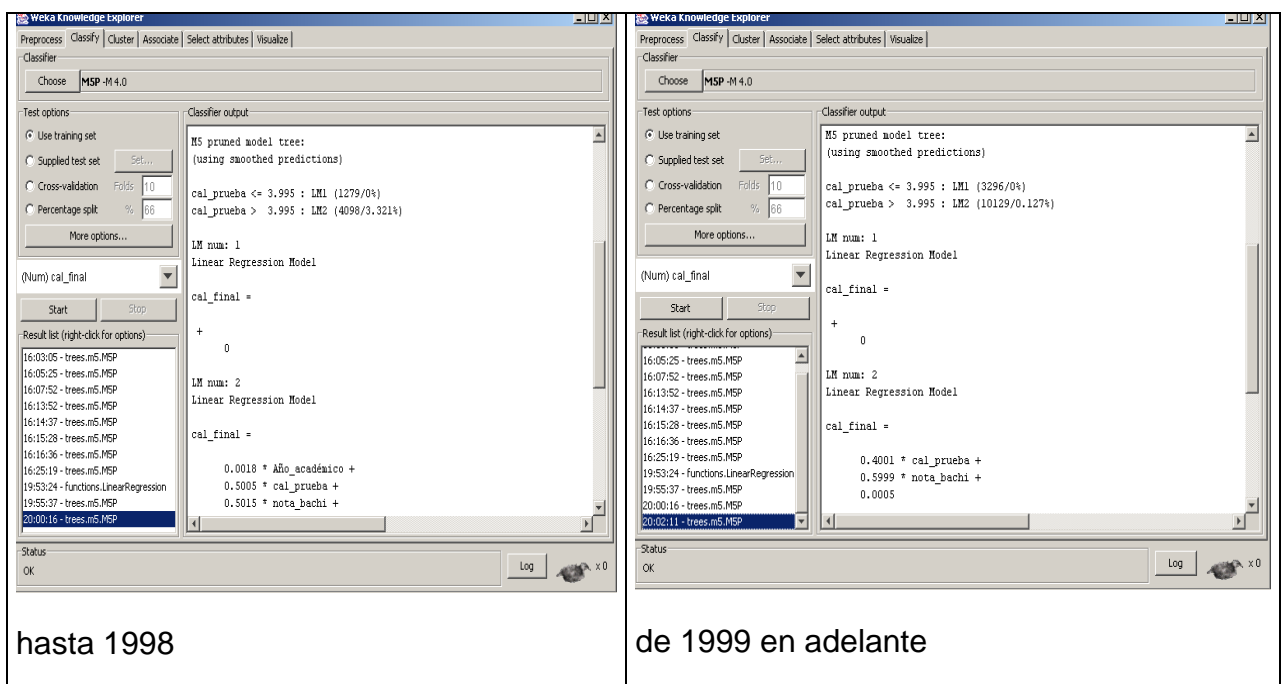 Weka Knowledge Explorer
Preprocess Classify Cluster Associate Select attributes Visualize
Classifier
Choose M5P -M 4.0
Test options
Use training set
Supplied test set Set...
Cross-validation Folds 10
Percentage split % 66
More options...
(Num) cal_final
Start Stop
Result list (right-click for options)
16:03:05 - trees.m5.M5P
16:05:25 - trees.m5.M5P
16:07:52 - trees.m5.M5P
16:13:52 - trees.m5.M5P
16:14:37 - trees.m5.M5P
16:15:28 - trees.m5.M5P
16:16:36 - trees.m5.M5P
16:25:19 - trees.m5.M5P
19:53:24 - functions.LinearRegression
19:55:37 - trees.m5.M5P
20:00:16 - trees.m5.M5P
Classifier output
M5 pruned model tree:
(using smoothed predictions)
cal_prueba <= 3.995 : LM1 (1279/0%)
cal_prueba > 3.995 : LM2 (4098/3.321%)
LM num: 1
Linear Regression Model
cal_final =
+
0
LM num: 2
Linear Regression Model
cal_final =
0.0018 * Año_académico +
0.5005 * cal_prueba +
0.5015 * nota_bachi +
Status
OK
Log
x 0
hasta 1998
Weka Knowledge Explorer
Preprocess Classify Cluster Associate Select attributes Visualize
Classifier
Choose M5P -M 4.0
Test options
Use training set
Supplied test set Set...
Cross-validation Folds 10
Percentage split % 66
More options...
(Num) cal_final
Start Stop
Result list (right-click for options)
16:05:25 - trees.m5.M5P
16:07:52 - trees.m5.M5P
16:13:52 - trees.m5.M5P
16:14:37 - trees.m5.M5P
16:15:28 - trees.m5.M5P
16:16:36 - trees.m5.M5P
16:25:19 - trees.m5.M5P
19:53:24 - functions.LinearRegression
19:55:37 - trees.m5.M5P
20:00:16 - trees.m5.M5P
20:02:11 - trees.m5.M5P
Classifier output
M5 pruned model tree:
(using smoothed predictions)
cal_prueba <= 3.995 : LM1 (3296/0%)
cal_prueba > 3.995 : LM2 (10129/0.127%)
LM num: 1
Linear Regression Model
cal_final =
+
0
LM num: 2
Linear Regression Model
cal_final =
0.4001 * cal_prueba +
0.5999 * nota_bachi +
0.0005
Status
OK
Log
x 0
de 1999 en adelante